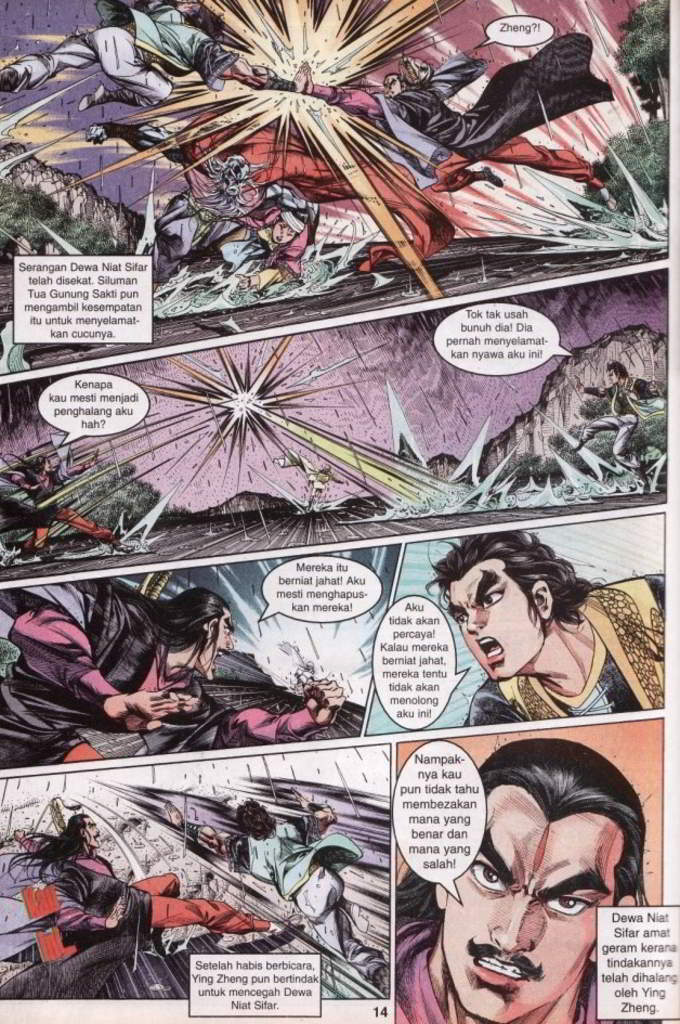 Zheng?!
Serangan Dewa Niat Sifar
telah disekat. Siluman
Tua Gunung Sakti pun
mengambil kesempatan
itu untuk menyelamat-
kan cucunya.
Tok tak usah
bunuh dia! Dia
pernah menyelamat-
kan nyawa aku ini!
Kenapa
kau mesti menjadi
penghalang aku
hah?
Mereka itu
berniat jahat! Aku
mesti menghapus-
kan mereka!
Aku
tidak akan
percaya!
Kalau mereka
berniat jahat,
mereka tentu
tidak akan
menolong
aku ini!
Setelah habis berbicara,
Ying Zheng pun bertindak
untuk mencegah Dewa
Niat Sifar.
Nampak-
nya kau
pun tidak tahu
membezakan
mana yang
benar dan
mana yang
salah!
Dewa Niat
Sifar amat
geram kerana
tindakannya
telah dihalang
oleh Ying
Zheng.
14